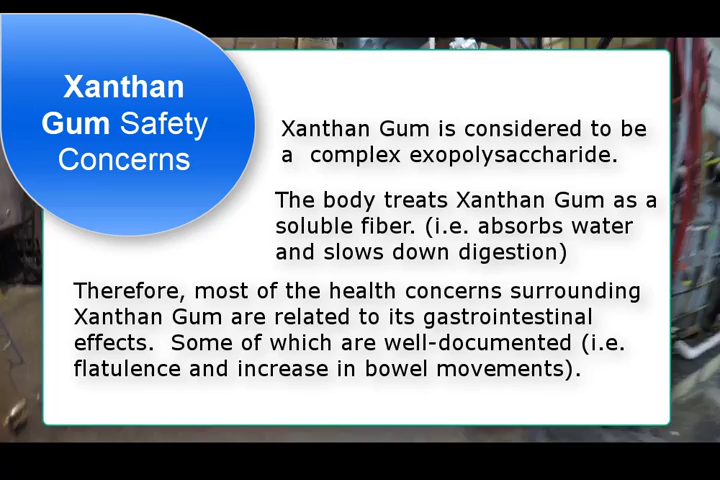 Xanthan
Gum Safety
Concerns
Xanthan Gum is considered to be
a complex exopolysaccharide.
The body treats Xanthan Gum as a
soluble fiber. (i.e. absorbs water
and slows down digestion)
Therefore, most of the health concerns surrounding
Xanthan Gum are related to its gastrointestinal
effects. Some of which are well-documented (i.e.
flatulence and increase in bowel movements).